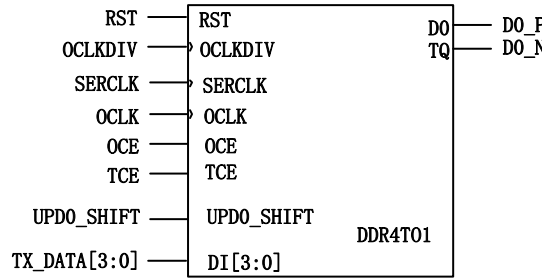 RST RST DO DO_P
OCLKDIV OCLKDIV TQ DO_N
SERCLK SERCLK
OCLK OCLK
OCE OCE
TCE TCE
UPDO_SHIFT UPDO_SHIFT
DDR4TO1
TX_DATA[3:0] DI[3:0]